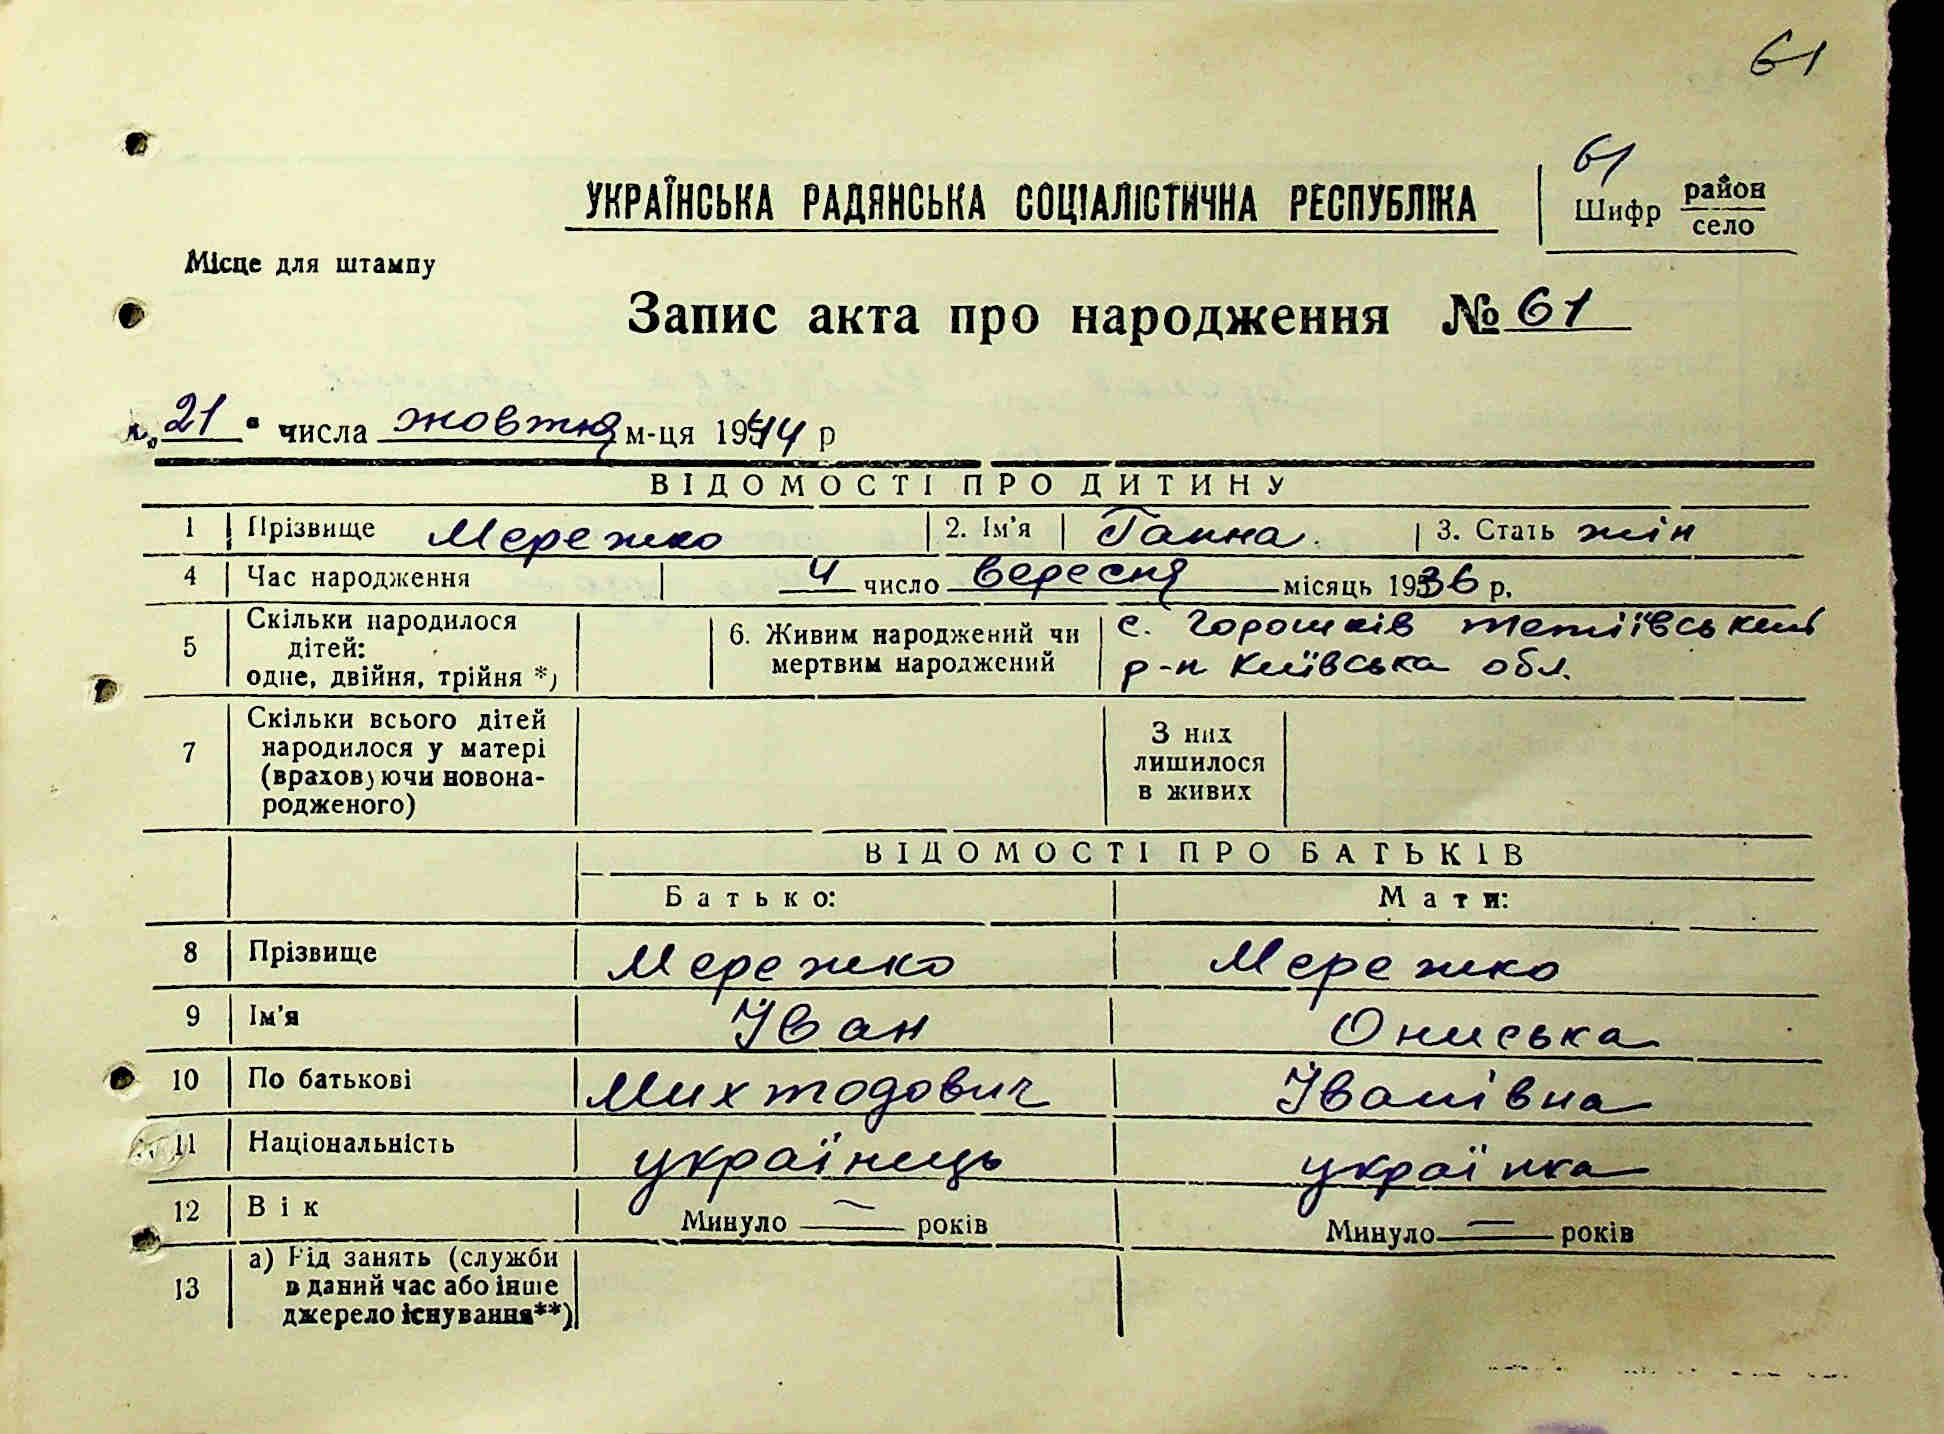 61
61
УКРАЇНСЬКА РАДЯНСЬКА СОЦІАЛІСТИЧНА РЕСПУБЛІКА
Шифр район
село
Місце для штампу
Запис акта про народження № 61
„21" числа жовтня м-ця 1944 р
ВІДОМОСТІ ПРО ДИТИНУ
1 Прізвище Мережко 2. Ім'я Ганна. 3. Стать жін
4 Час народження 4 число вересня місяць 1936 р.
5 Скільки народилося дітей: одне, двійня, трійня *)
6. Живим народжений чи мертвим народжений
с. Горошків Тетіївський
р-н Київська обл.
7 Скільки всього дітей народилося у матері (враховуючи новона-
родженого)
З них лишилося в живих
ВІДОМОСТІ ПРО БАТЬКІВ
Батько: Мати:
8 Прізвище Мережко Мережко
9 Ім'я Іван Ониська
10 По батькові Михтодович Іванівна
11 Національність українець українка
12 Вік Минуло — років Минуло — років
13 а) Рід занять (служби
в даний час або інше
джерело існування**)